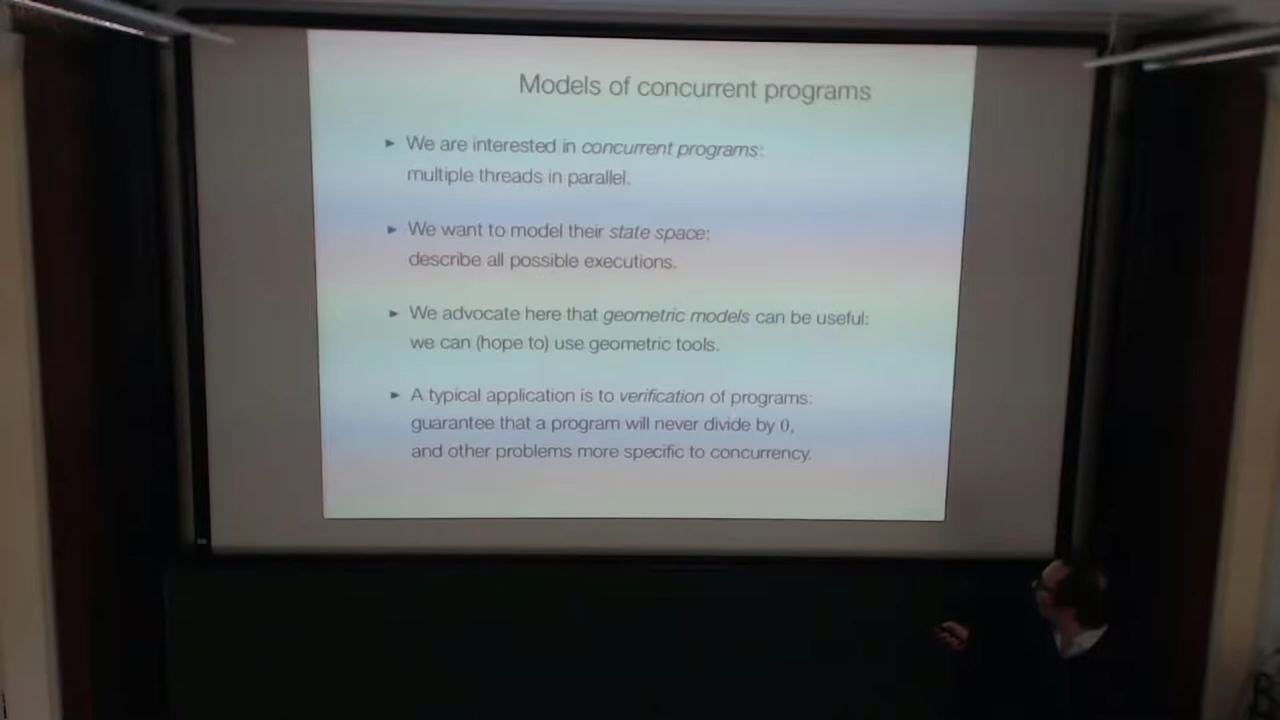 Models of concurrent programs
► We are interested in concurrent programs:
multiple threads in parallel.
► We want to model their state space:
describe all possible executions.
► We advocate here that geometric models can be useful:
we can (hope to) use geometric tools.
► A typical application is to verification of programs:
guarantee that a program will never divide by 0,
and other problems more specific to concurrency.